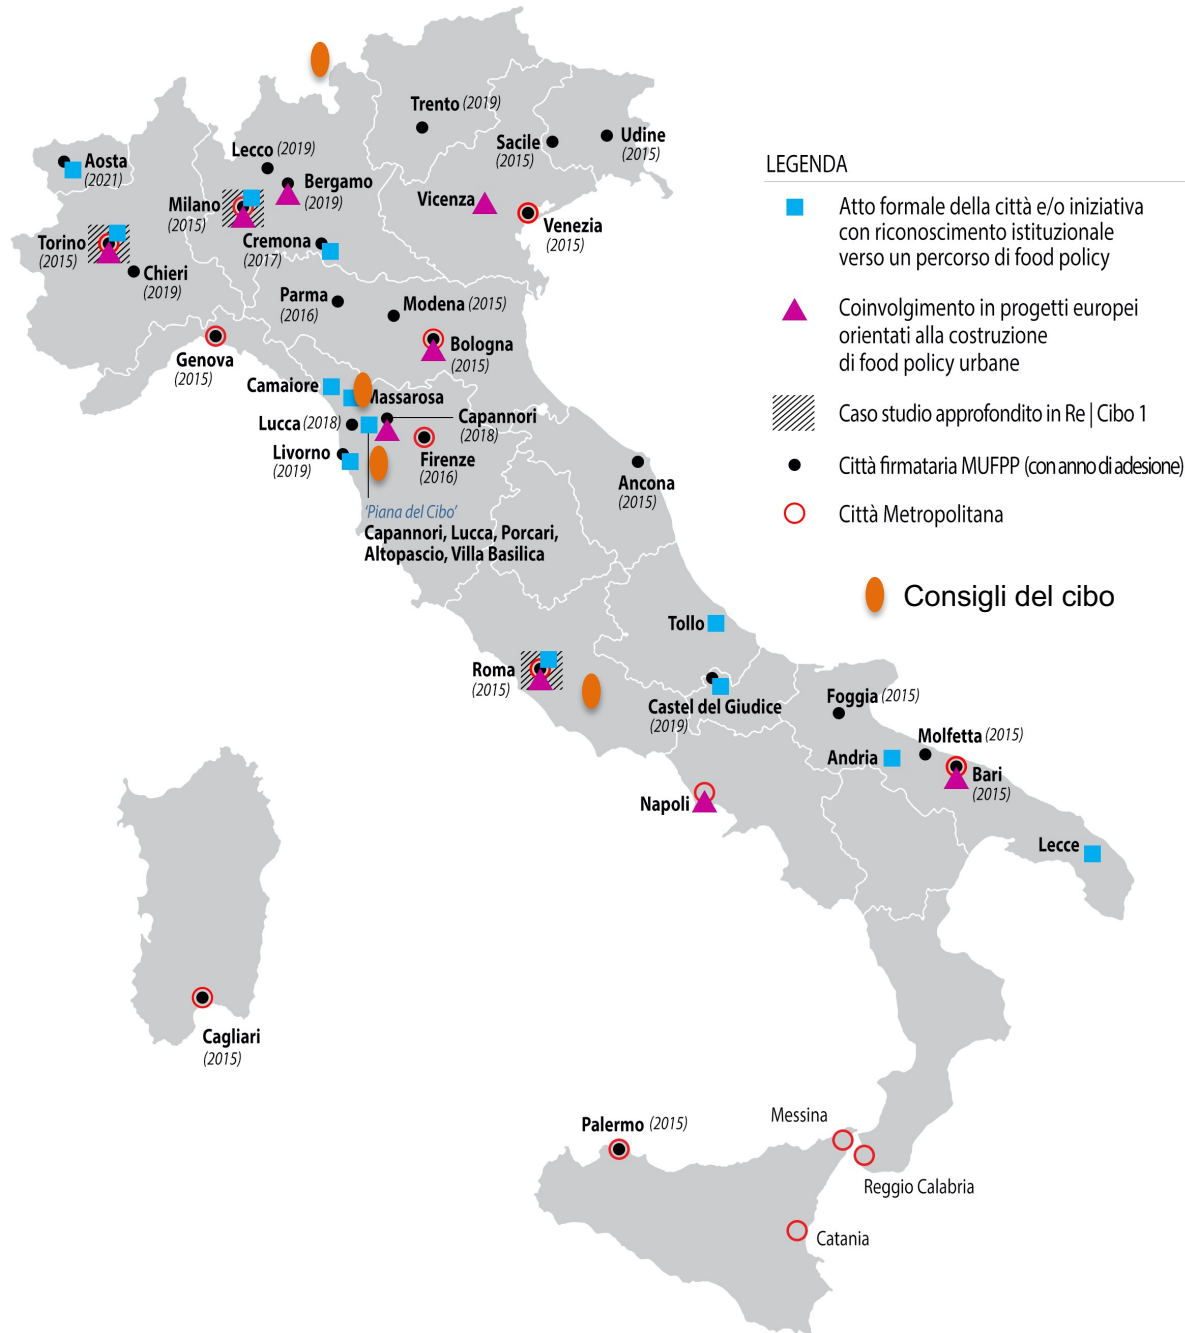 Trento (2019)
Sacile
(2015)
Udine
(2015)
Lecco (2019)
Aosta
(2021)
Bergamo
(2019)
Milano
(2015)
Vicenza
Venezia
(2015)
Torino
(2015)
Cremona
(2017)
Chieri
(2019)
Parma
(2016)
Modena (2015)
Genova
(2015)
Bologna
(2015)
Camaiore
Massarosa
Lucca (2018)
Capannori
(2018)
Livorno
(2019)
Firenze
(2016)
Ancona
(2015)
'Piana del Cibo'
Capannori, Lucca, Porcari,
Altopascio, Villa Basilica
Tollo
Roma
(2015)
Castel del Giudice
(2019)
Foggia (2015)
Molfetta (2015)
Andria
Bari
(2015)
Napoli
Lecce
Cagliari
(2015)
Palermo (2015)
Messina
Reggio Calabria
Catania
LEGENDA
Atto formale della città e/o iniziativa
con riconoscimento istituzionale
verso un percorso di food policy
Coinvolgimento in progetti europei
orientati alla costruzione
di food policy urbane
Caso studio approfondito in Re | Cibo 1
Città firmataria MUFPP (con anno di adesione)
Città Metropolitana
Consigli del cibo